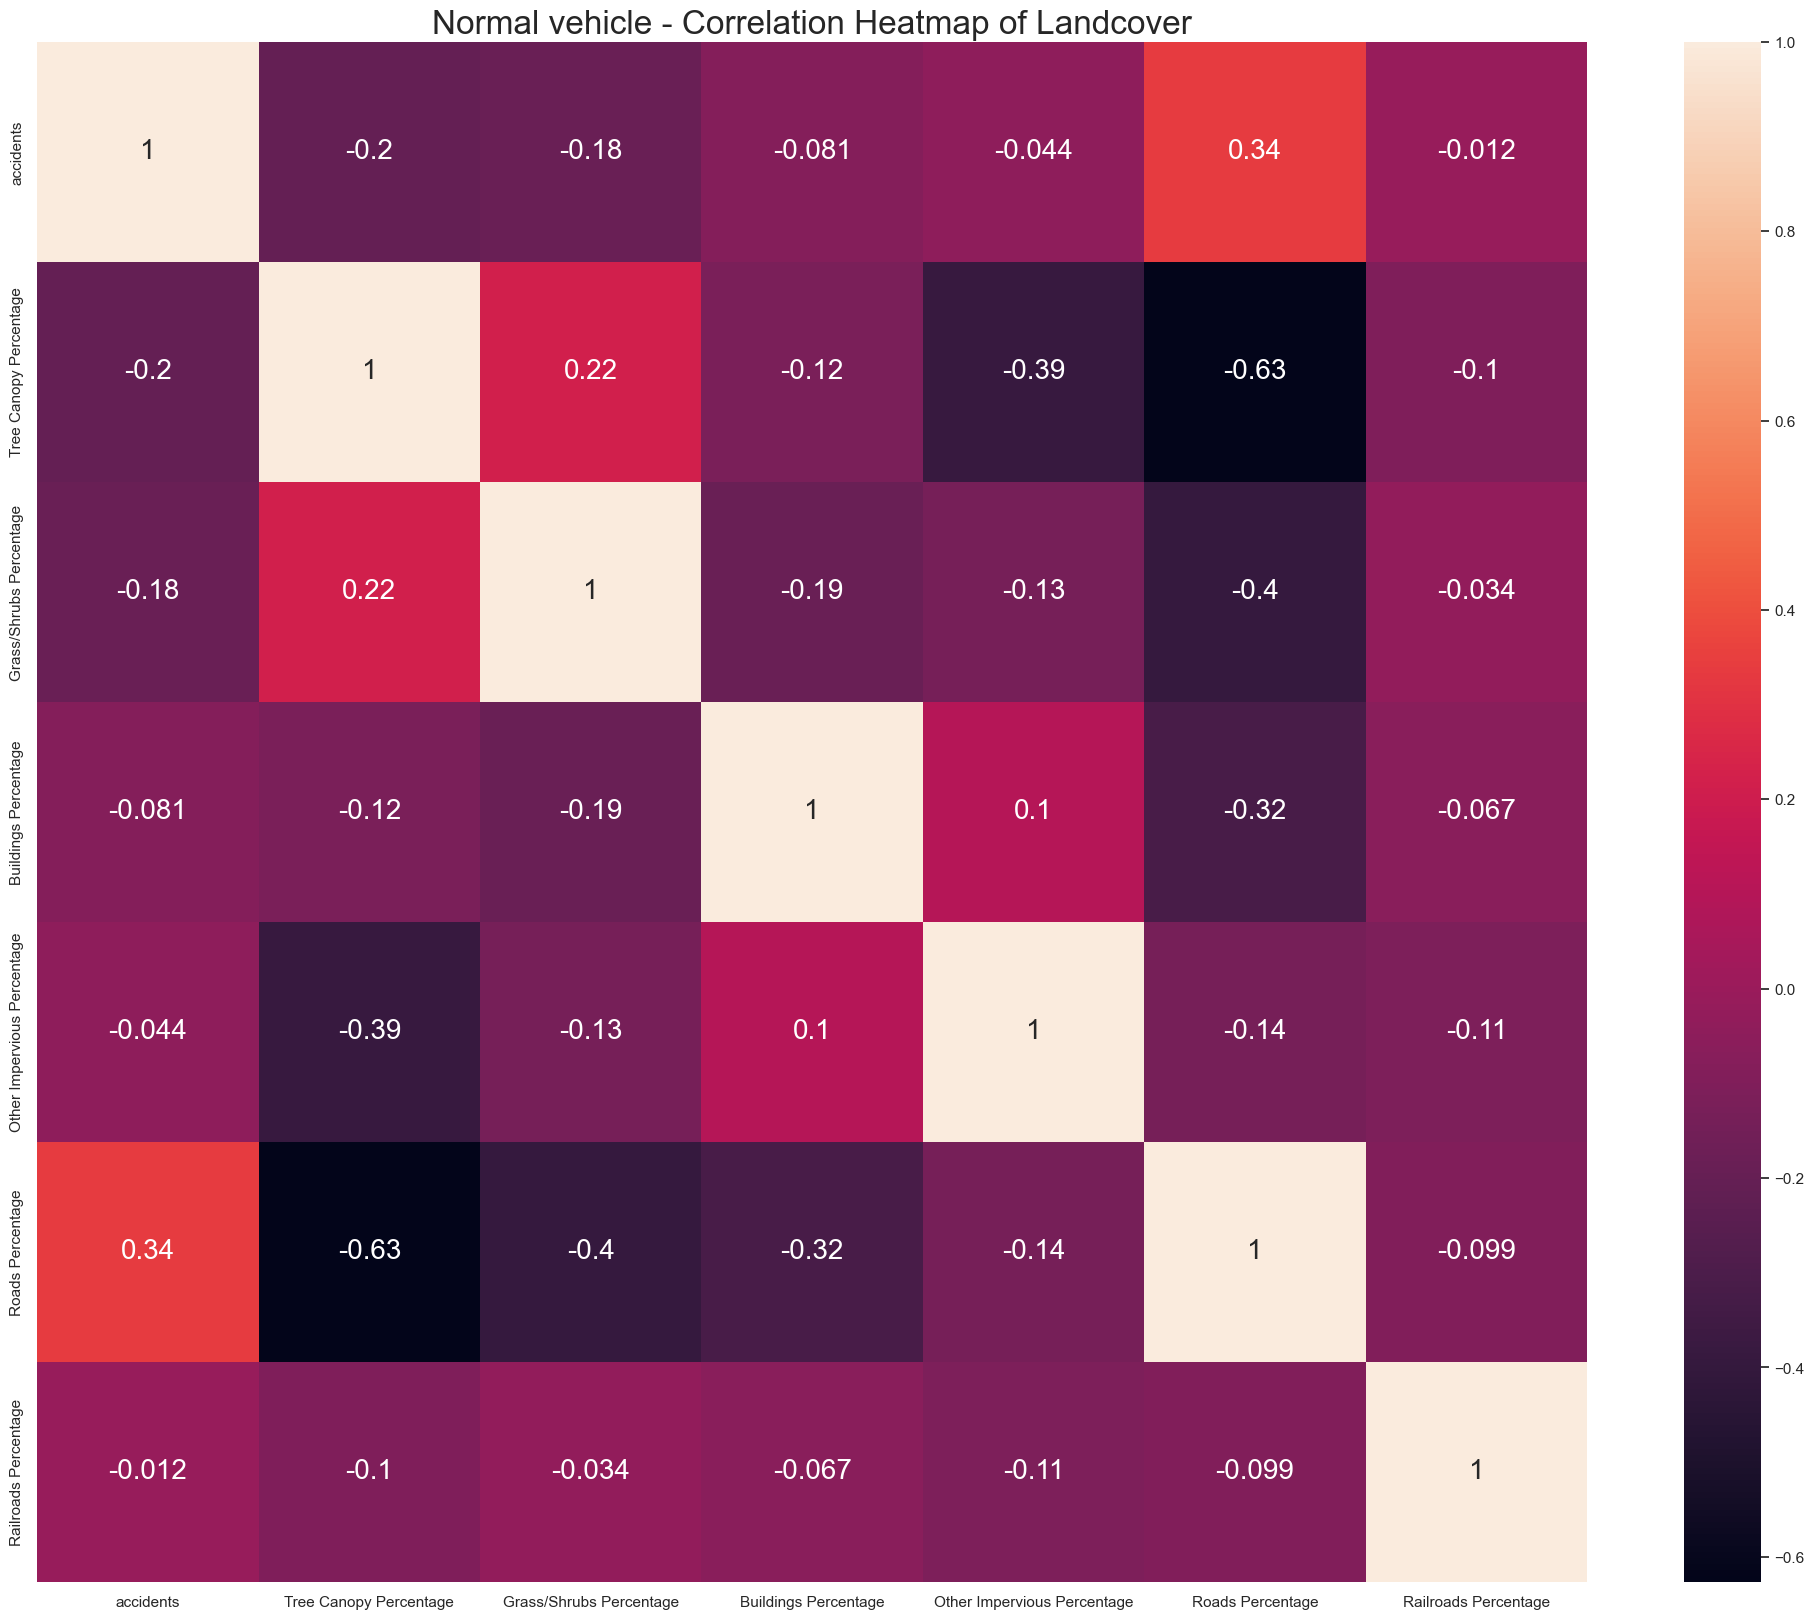 Normal vehicle - Correlation Heatmap of Landcover
accidents
1 -0.2 -0.18 -0.081 -0.044 0.34 -0.012
Tree Canopy Percentage
-0.2 1 0.22 -0.12 -0.39 -0.63 -0.1
Grass/Shrubs Percentage
-0.18 0.22 1 -0.19 -0.13 -0.4 -0.034
Buildings Percentage
-0.081 -0.12 -0.19 1 0.1 -0.32 -0.067
Other Impervious Percentage
-0.044 -0.39 -0.13 0.1 1 -0.14 -0.11
Roads Percentage
0.34 -0.63 -0.4 -0.32 -0.14 1 -0.099
Railroads Percentage
-0.012 -0.1 -0.034 -0.067 -0.11 -0.099 1
accidents Tree Canopy Percentage Grass/Shrubs Percentage Buildings Percentage Other Impervious Percentage Roads Percentage Railroads Percentage
1.0
0.8
0.6
0.4
0.2
0.0
−0.2
−0.4
−0.6